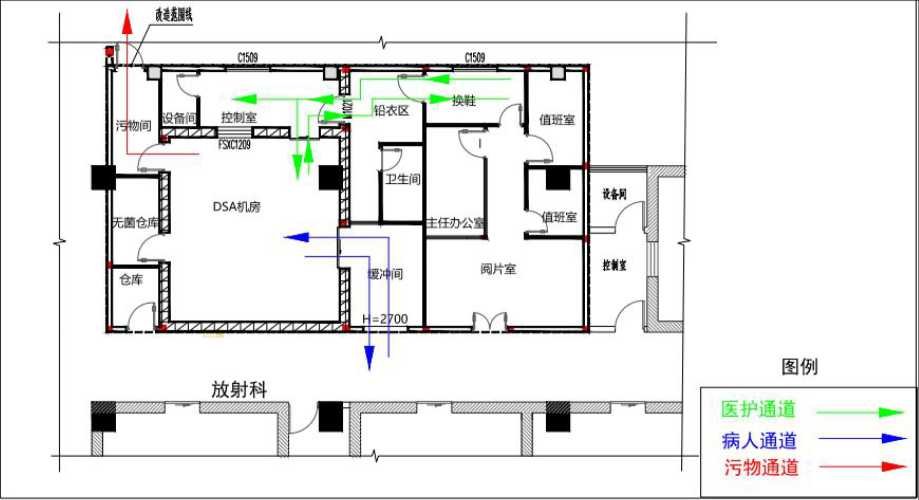 改造范围线
C1509
C1509
设备间
控制室
M1021
铅衣区
换鞋
值班室
污物间
FSXC1209
卫生间
DSA机房
无菌仓库
主任办公室
值班室
设备间
仓库
缓冲间
阅片室
控制室
H=2700
放射科
图例
医护通道
病人通道
污物通道